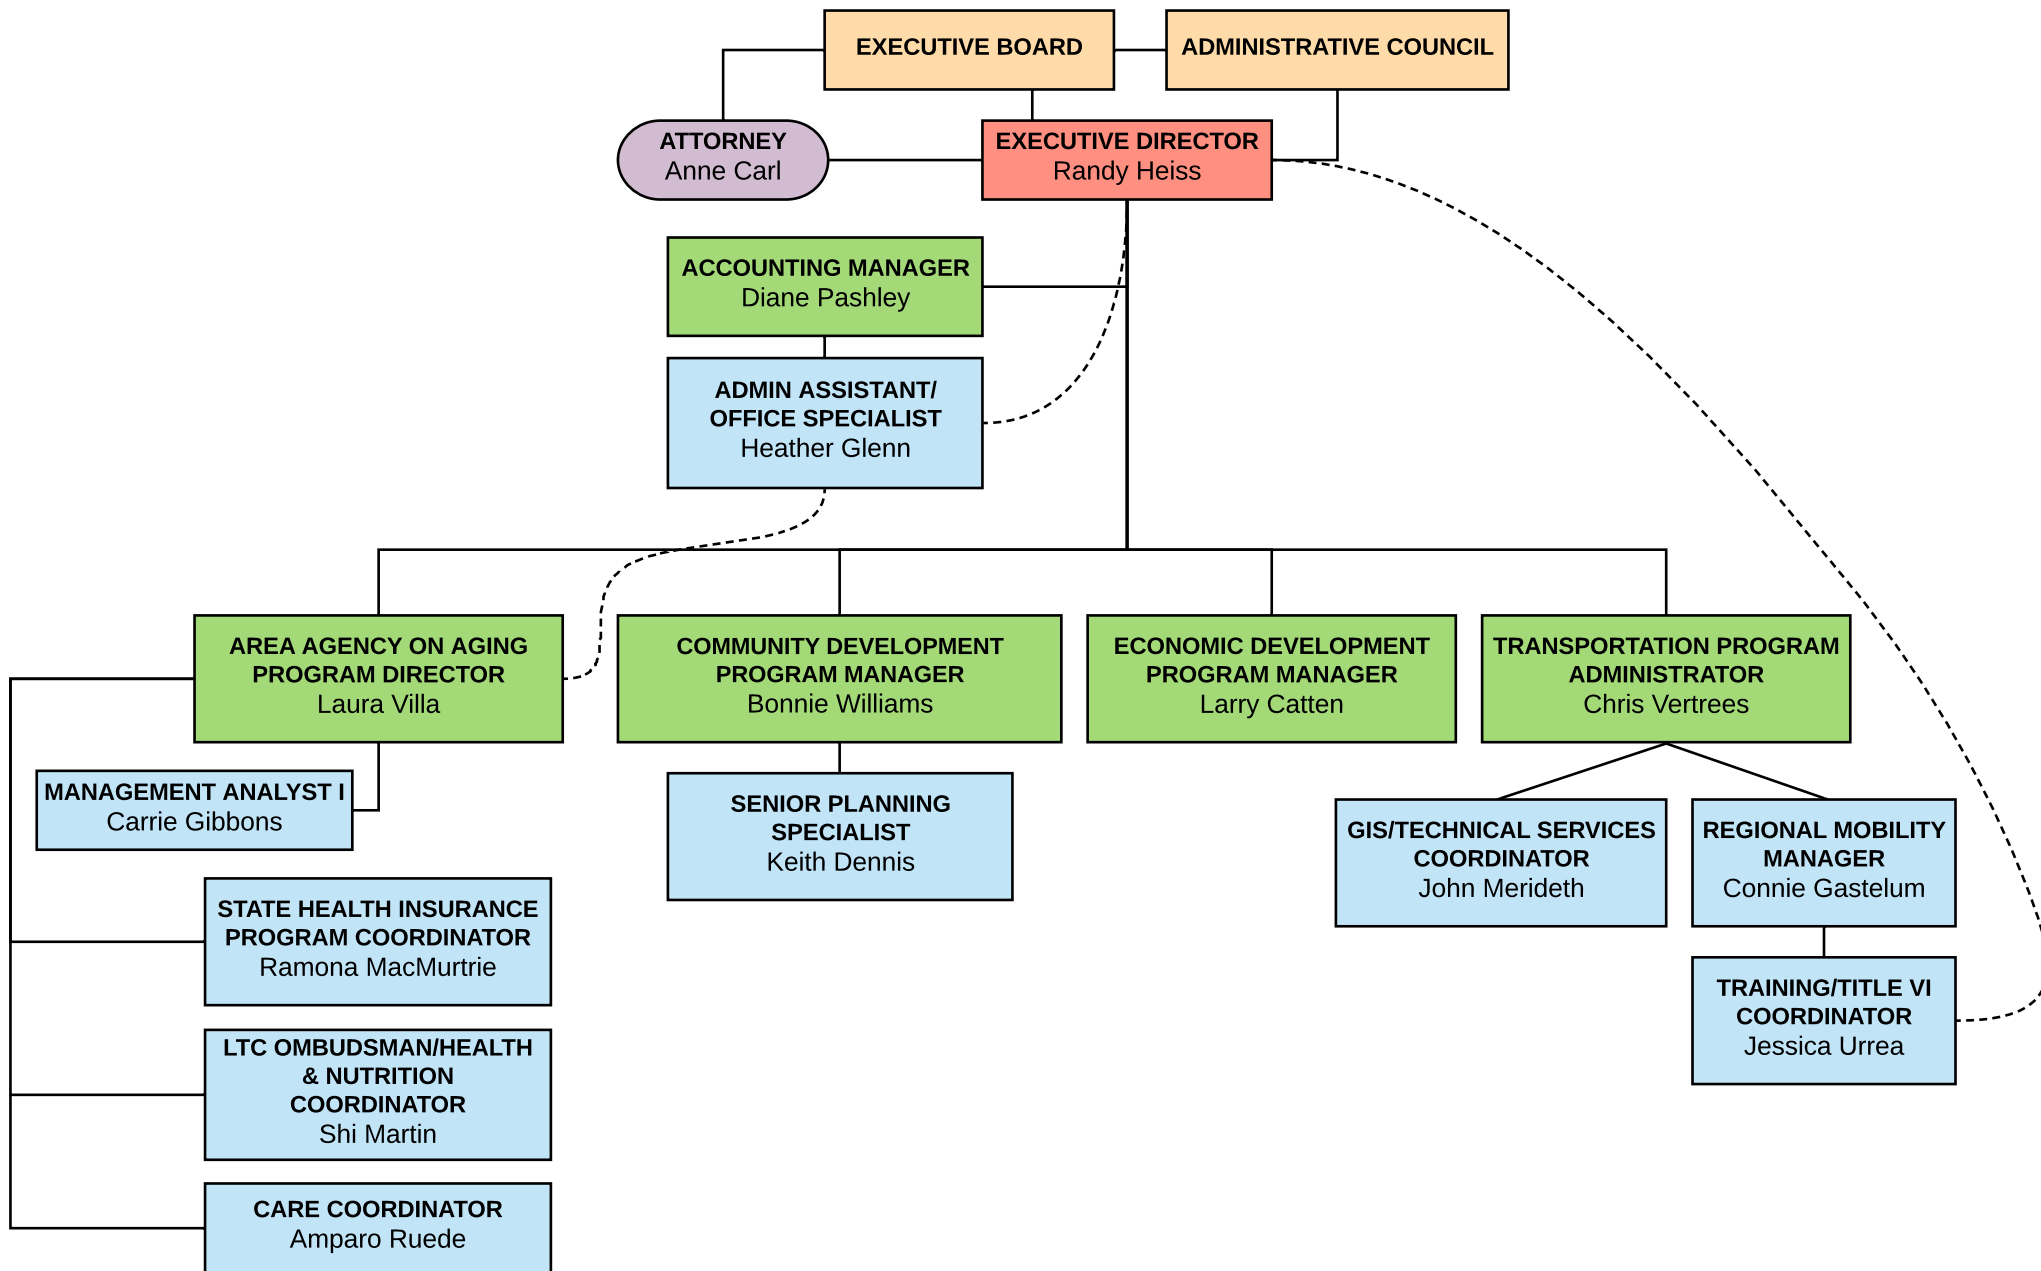 EXECUTIVE BOARD
ADMINISTRATIVE COUNCIL
ATTORNEY
Anne Carl
EXECUTIVE DIRECTOR
Randy Heiss
ACCOUNTING MANAGER
Diane Pashley
ADMIN ASSISTANT/
OFFICE SPECIALIST
Heather Glenn
AREA AGENCY ON AGING
PROGRAM DIRECTOR
Laura Villa
COMMUNITY DEVELOPMENT
PROGRAM MANAGER
Bonnie Williams
ECONOMIC DEVELOPMENT
PROGRAM MANAGER
Larry Catten
TRANSPORTATION PROGRAM
ADMINISTRATOR
Chris Vertrees
MANAGEMENT ANALYST I
Carrie Gibbons
SENIOR PLANNING
SPECIALIST
Keith Dennis
GIS/TECHNICAL SERVICES
COORDINATOR
John Merideth
REGIONAL MOBILITY
MANAGER
Connie Gastelum
STATE HEALTH INSURANCE
PROGRAM COORDINATOR
Ramona MacMurtrie
TRAINING/TITLE VI
COORDINATOR
Jessica Urrea
LTC OMBUDSMAN/HEALTH
& NUTRITION
COORDINATOR
Shi Martin
CARE COORDINATOR
Amparo Ruede